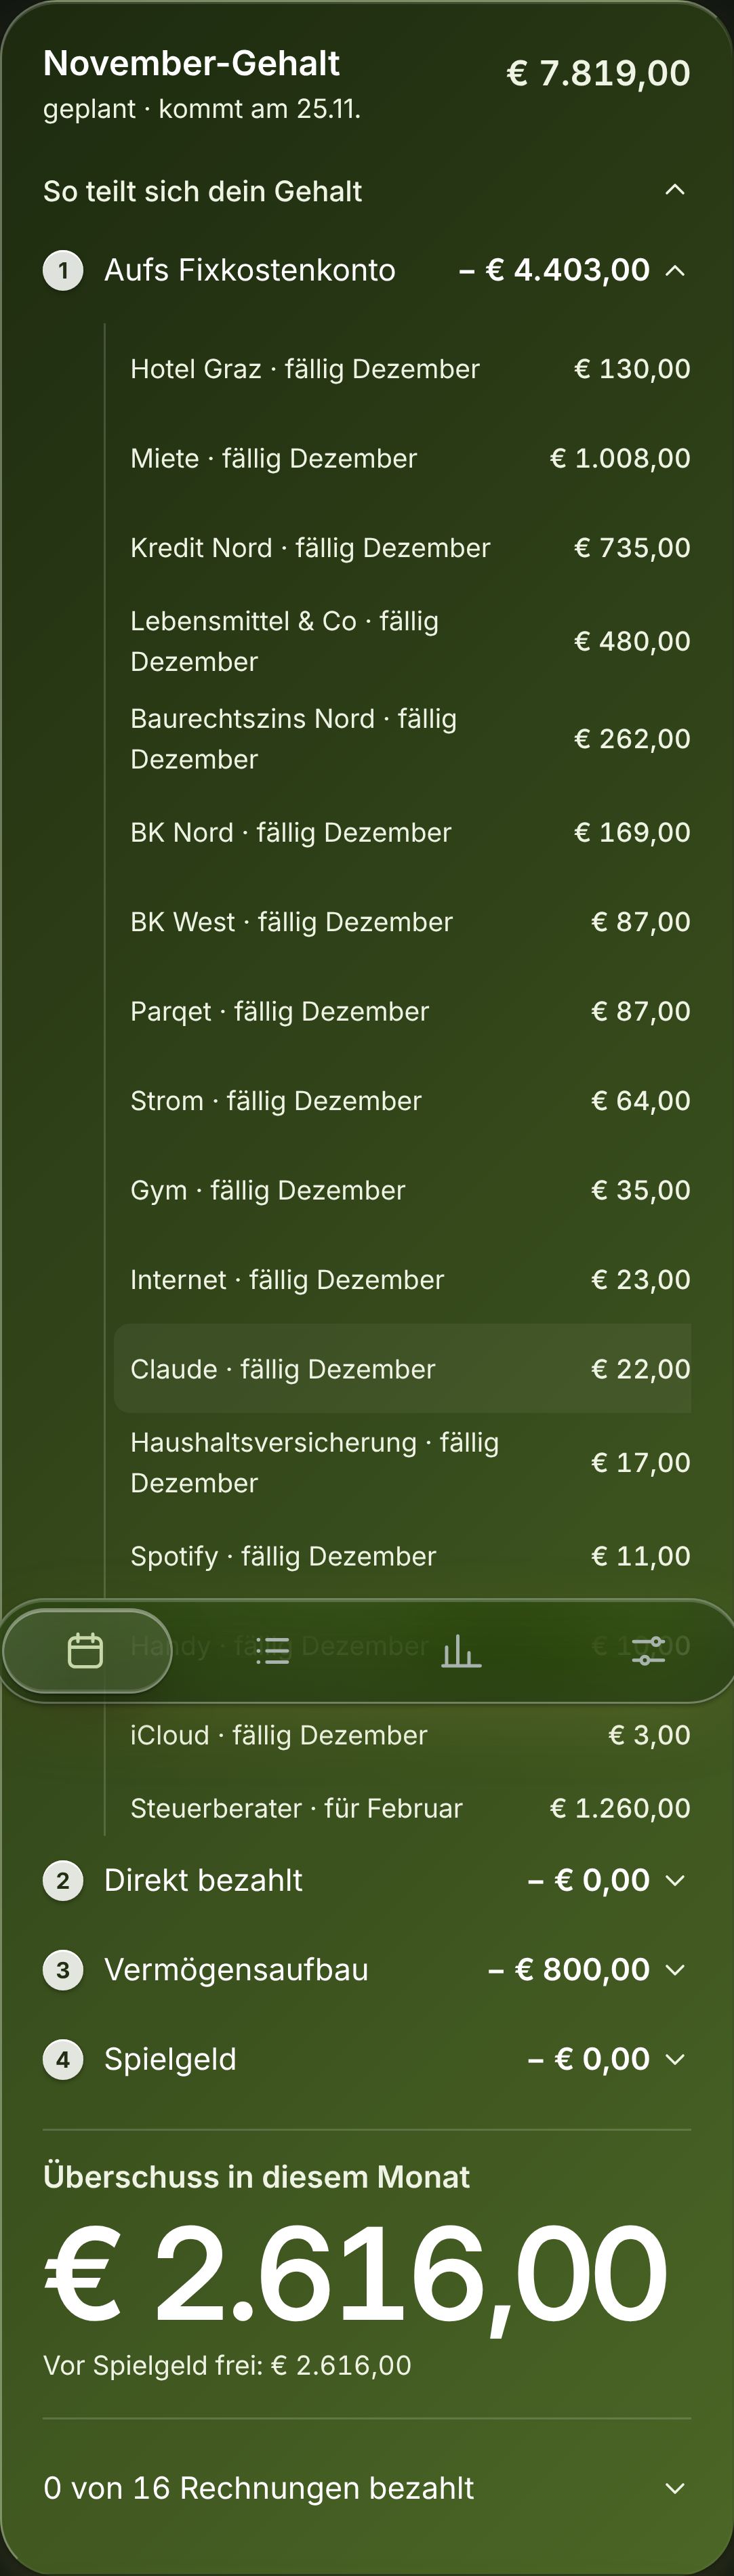 November-Gehalt
€ 7.819,00
geplant · kommt am 25.11.
So teilt sich dein Gehalt
1 Aufs Fixkostenkonto – € 4.403,00
Hotel Graz · fällig Dezember € 130,00
Miete · fällig Dezember € 1.008,00
Kredit Nord · fällig Dezember € 735,00
Lebensmittel & Co · fällig
Dezember
€ 480,00
Baurechtszins Nord · fällig
Dezember
€ 262,00
BK Nord · fällig Dezember € 169,00
BK West · fällig Dezember € 87,00
Parqet · fällig Dezember € 87,00
Strom · fällig Dezember € 64,00
Gym · fällig Dezember € 35,00
Internet · fällig Dezember € 23,00
Claude · fällig Dezember € 22,00
Haushaltsversicherung · fällig
Dezember
€ 17,00
Spotify · fällig Dezember € 11,00
Handy · fällig Dezember € 10,00
iCloud · fällig Dezember € 3,00
Steuerberater · für Februar € 1.260,00
2 Direkt bezahlt – € 0,00
3 Vermögensaufbau – € 800,00
4 Spielgeld – € 0,00
Überschuss in diesem Monat
€ 2.616,00
Vor Spielgeld frei: € 2.616,00
0 von 16 Rechnungen bezahlt